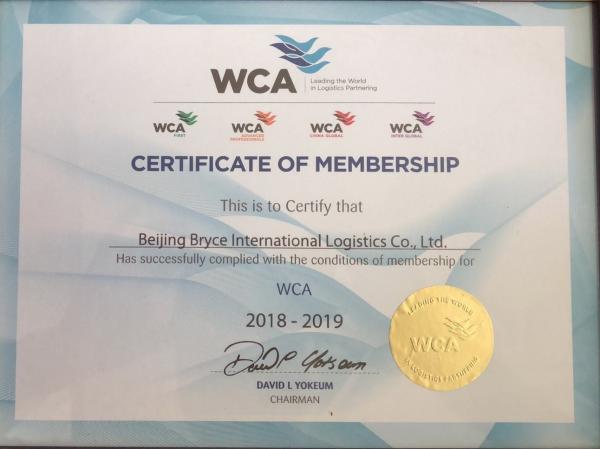 WCA
Leading the World
in Logistics Partnering
WCA FIRST
WCA ADVANCED PROFESSIONALS
WCA CHINA GLOBAL
WCA INTER GLOBAL
CERTIFICATE OF MEMBERSHIP
This is to Certify that
Beijing Bryce International Logistics Co., Ltd.
Has successfully complied with the conditions of membership for
WCA
2018 - 2019
DAVID L YOKEUM
CHAIRMAN
LEADING THE WORLD
WCA
IN LOGISTICS PARTNERING